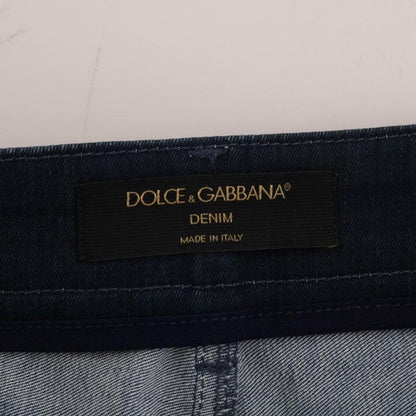 DOLCE & GABBANA®
DENIM
MADE IN ITALY